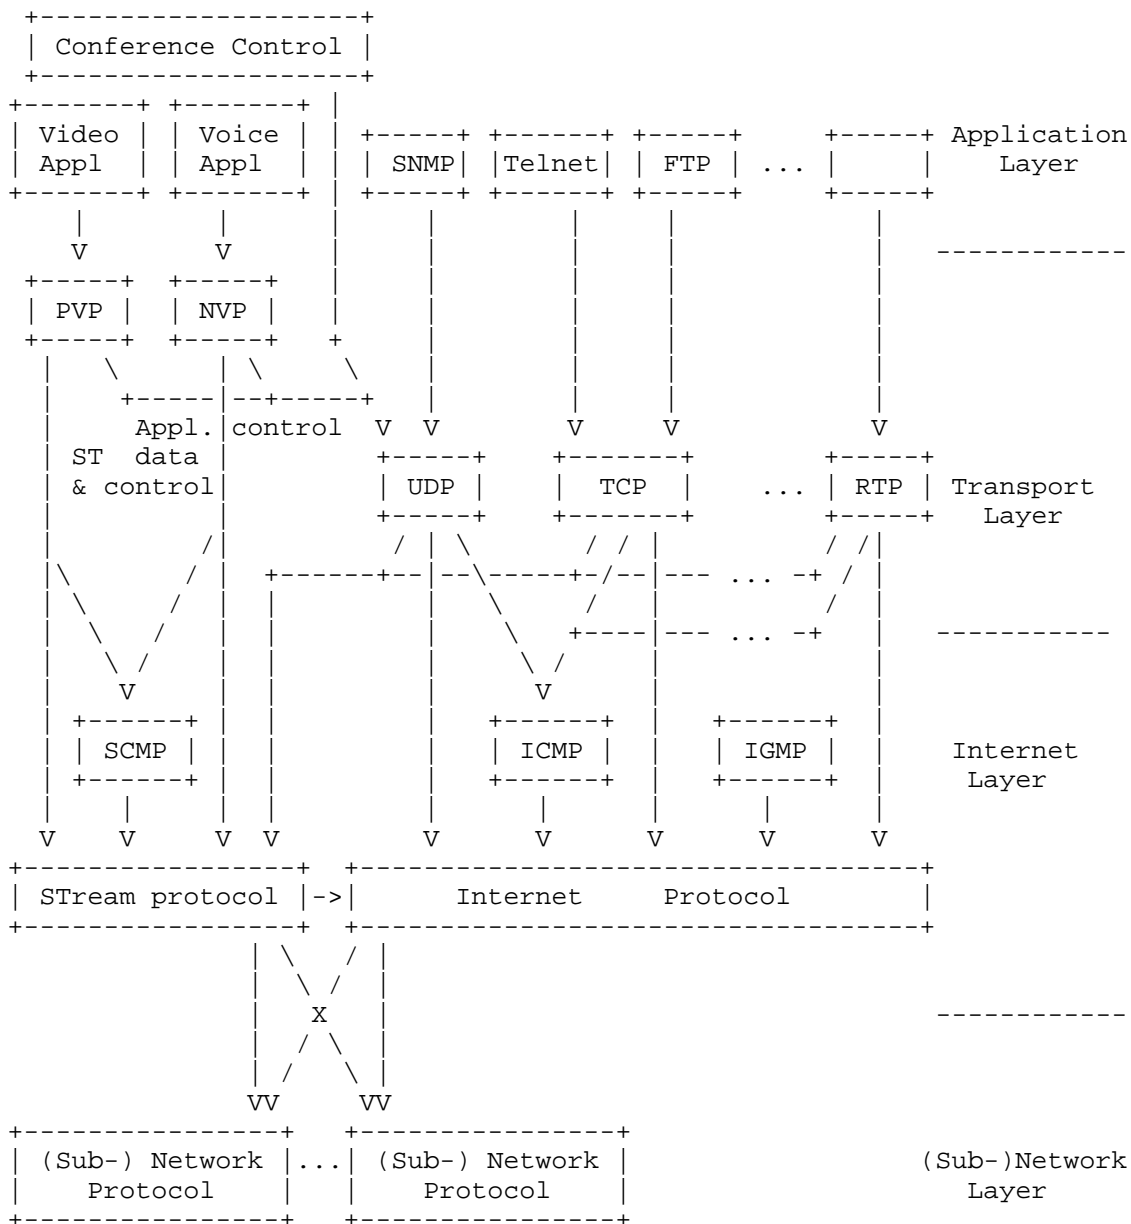 Conference Control
Video Voice Application
Appl Appl SNMP Telnet FTP ... Layer
V V
PVP NVP
Appl. control V V V V V
ST data
& control UDP TCP ... RTP Transport
Layer
...
...
V V
SCMP ICMP IGMP Internet
Layer
V V V V V V V V V
STream protocol -> Internet Protocol
X
VV VV
(Sub-) Network ... (Sub-) Network (Sub-)Network
Protocol Protocol Layer